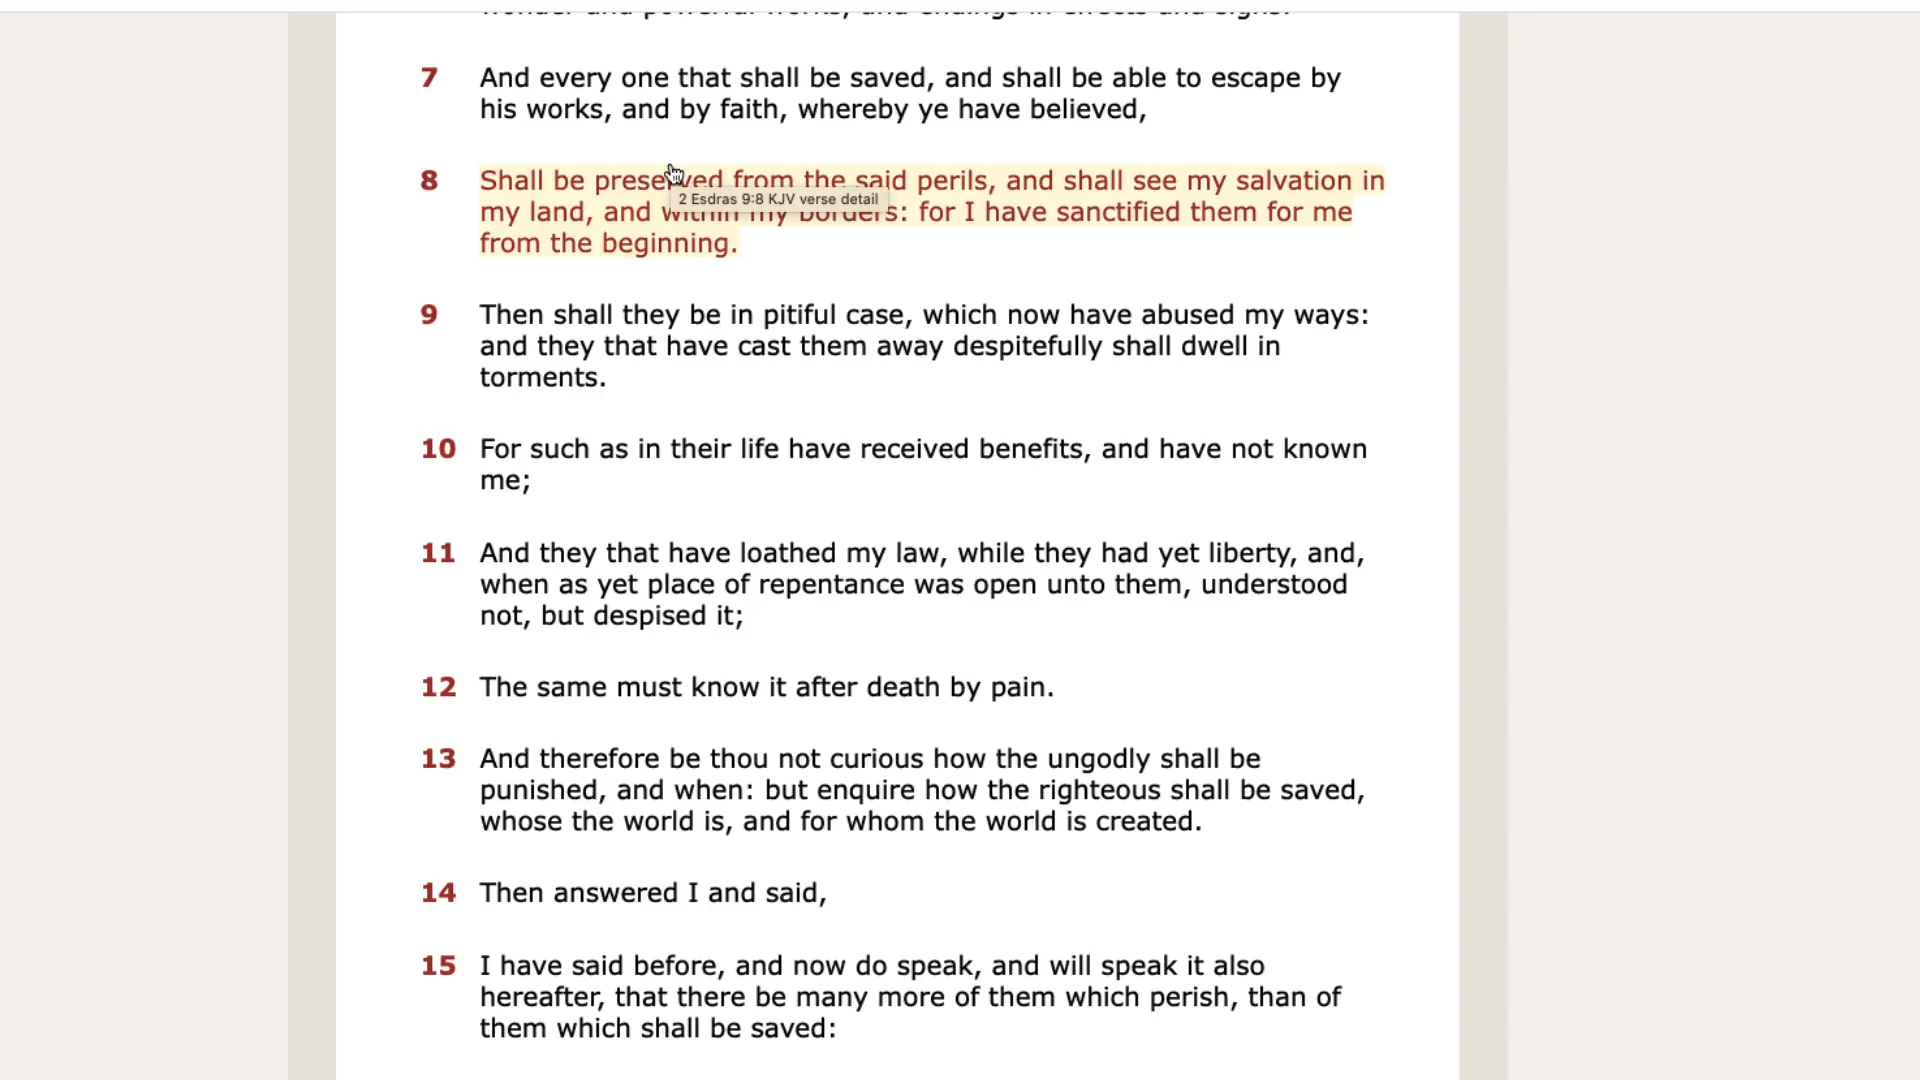 wonder and powerful works, and endings in effects and signs.
7 And every one that shall be saved, and shall be able to escape by
his works, and by faith, whereby ye have believed,
8 Shall be preserved from the said perils, and shall see my salvation in
2 Esdras 9:8 KJV verse detail
my land, and within my borders: for I have sanctified them for me
from the beginning.
9 Then shall they be in pitiful case, which now have abused my ways:
and they that have cast them away despitefully shall dwell in
torments.
10 For such as in their life have received benefits, and have not known
me;
11 And they that have loathed my law, while they had yet liberty, and,
when as yet place of repentance was open unto them, understood
not, but despised it;
12 The same must know it after death by pain.
13 And therefore be thou not curious how the ungodly shall be
punished, and when: but enquire how the righteous shall be saved,
whose the world is, and for whom the world is created.
14 Then answered I and said,
15 I have said before, and now do speak, and will speak it also
hereafter, that there be many more of them which perish, than of
them which shall be saved: